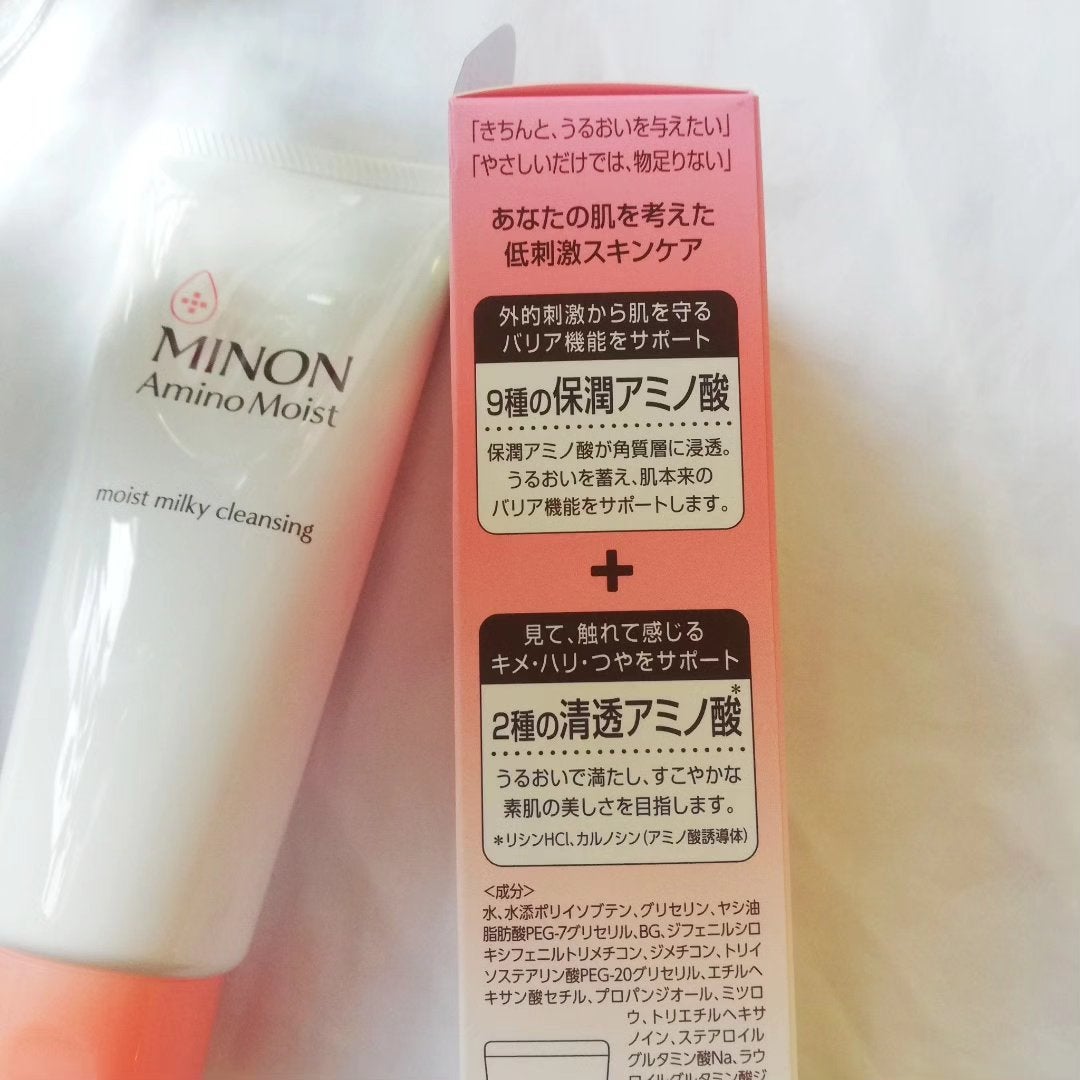 MINON
Amino Moist
moist milky cleansing
「きちんと、うるおいを与えたい」
「やさしいだけでは、物足りない」
あなたの肌を考えた
低刺激スキンケア
外的刺激から肌を守る
バリア機能をサポート
9種の保潤アミノ酸
保潤アミノ酸が角質層に浸透。
うるおいを蓄え、肌本来の
バリア機能をサポートします。
+
見て、触れて感じる
キメ・ハリ・つやをサポート
2種の清透アミノ酸*
うるおいで満たし、すこやかな
素肌の美しさを目指します。
*リシンHCl、カルノシン(アミノ酸誘導体)
<成分>
水、水添ポリイソブテン、グリセリン、ヤシ油
脂肪酸PEG-7グリセリル、BG、ジフェニルシロ
キシフェニルトリメチコン、ジメチコン、トリイ
ソステアリン酸PEG-20グリセリル、エチルヘ
キサン酸セチル、プロパンジオール、ミツロ
ウ、トリエチルヘキサ
ノイン、ステアロイル
グルタミン酸Na、ラウ
ロイルグルタミン酸ジ